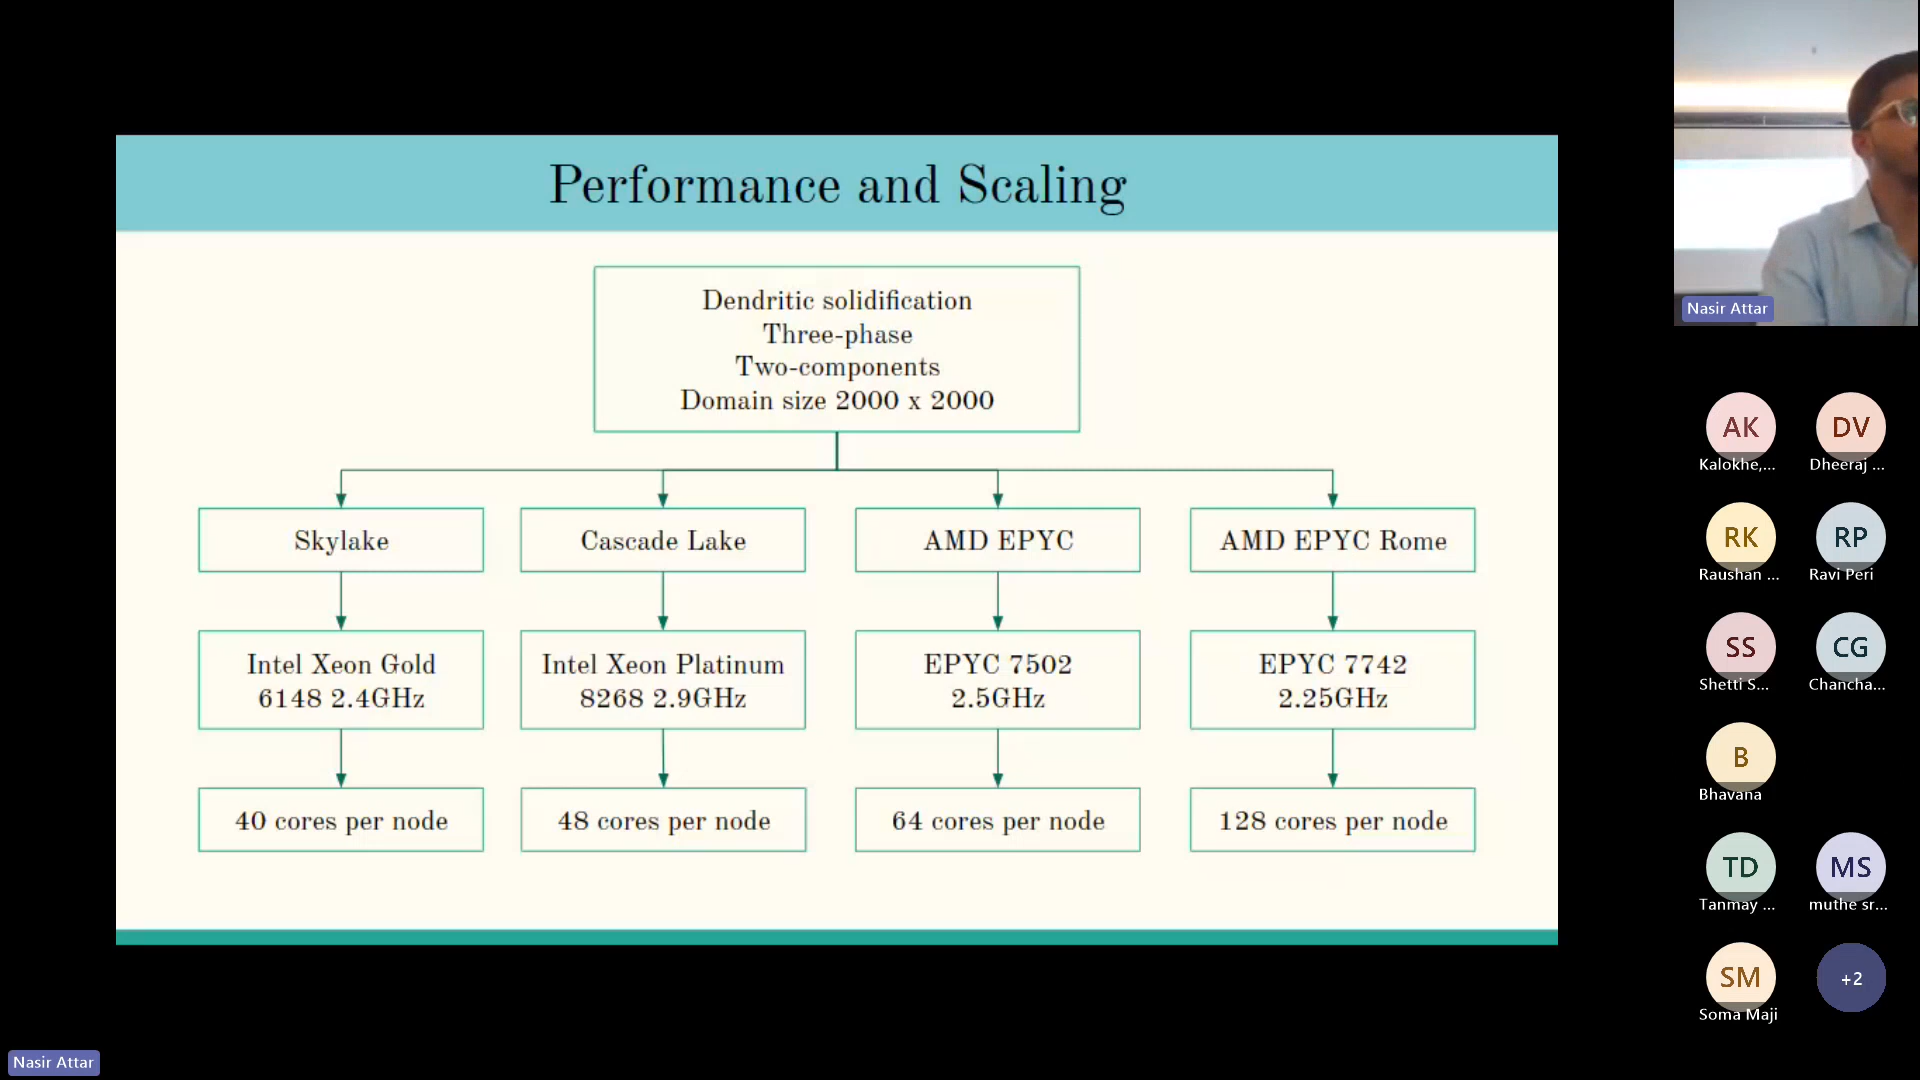 Performance and Scaling
Dendritic solidification
Three-phase
Two-components
Domain size 2000 x 2000
Skylake
Cascade Lake
AMD EPYC
AMD EPYC Rome
Intel Xeon Gold
6148 2.4GHz
Intel Xeon Platinum
8268 2.9GHz
EPYC 7502
2.5GHz
EPYC 7742
2.25GHz
40 cores per node
48 cores per node
64 cores per node
128 cores per node
Nasir Attar
AK
Kalokhe,...
DV
Dheeraj ...
RK
Raushan ...
RP
Ravi Peri
SS
Shetti S...
CG
Chancha...
B
Bhavana
TD
Tanmay ...
MS
muthe sr...
SM
Soma Maji
+2
Nasir Attar